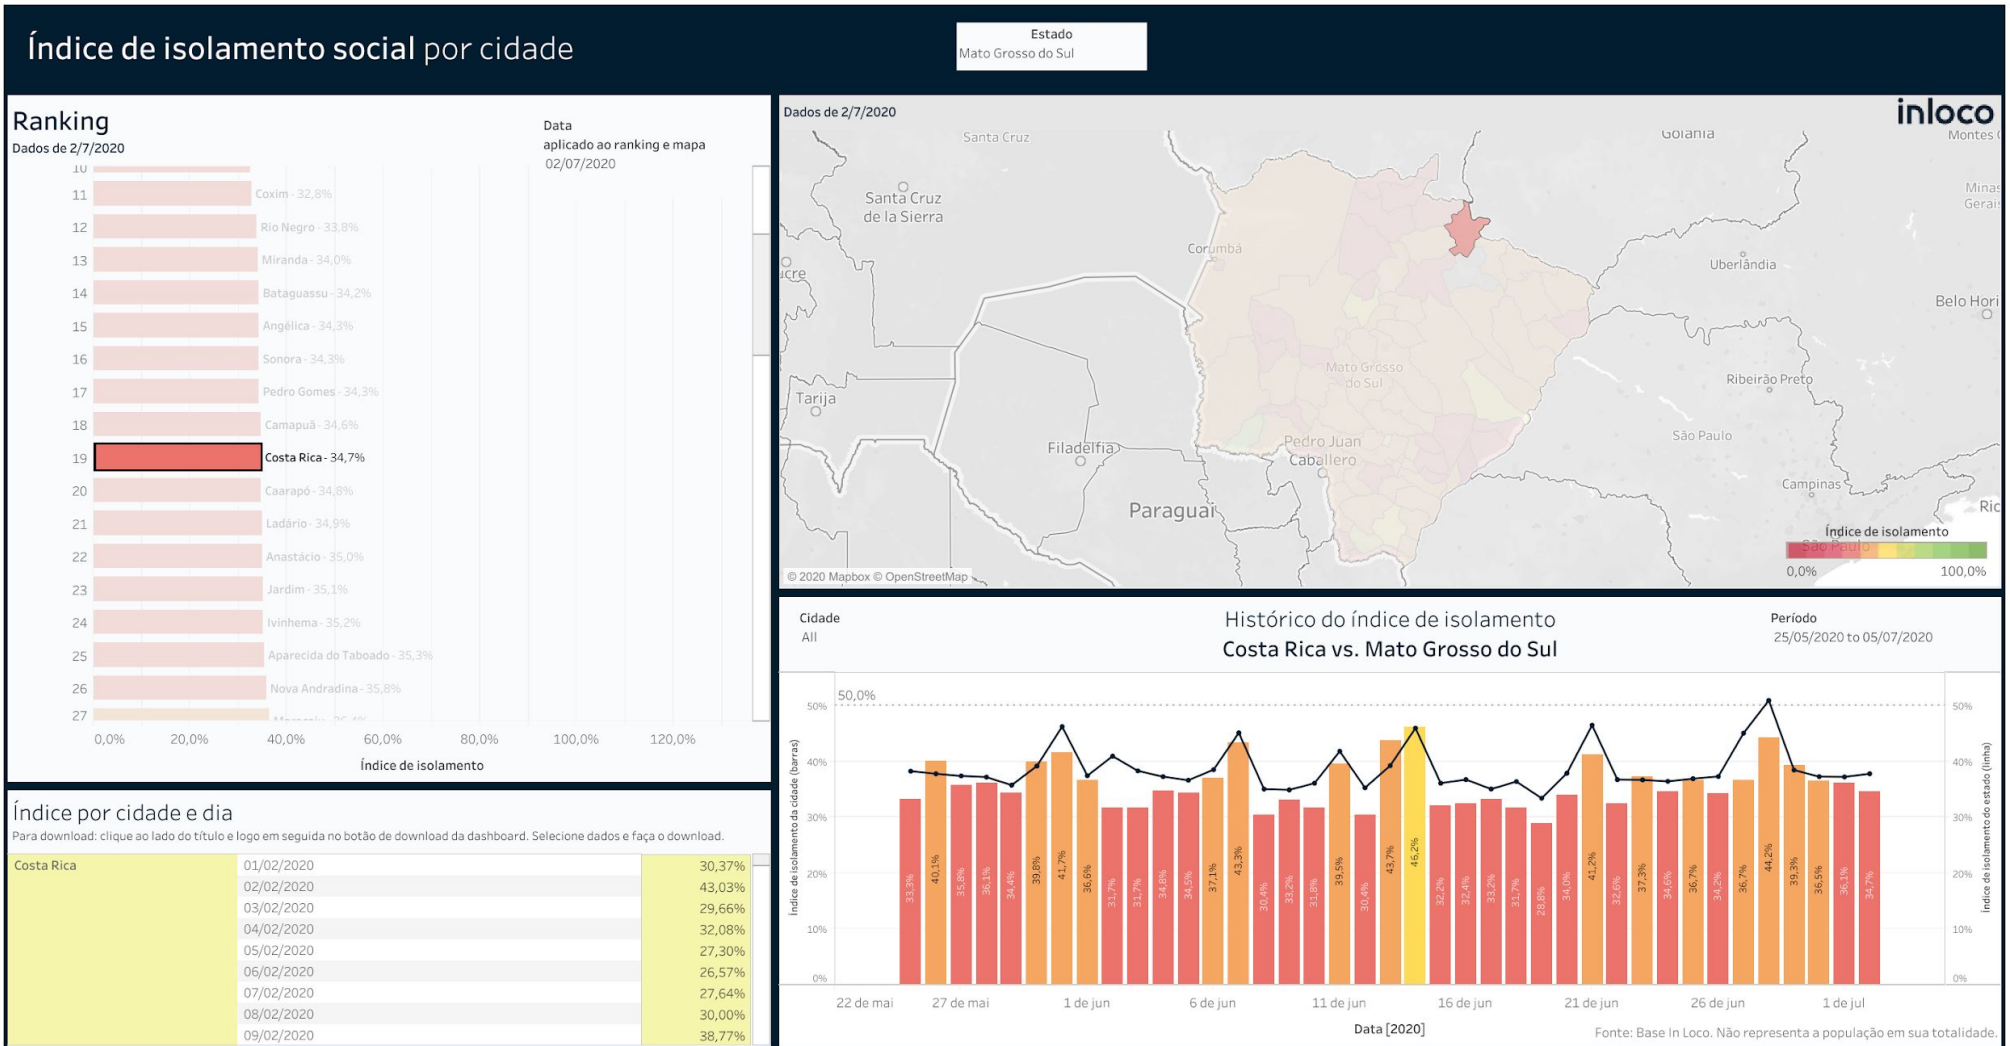 Índice de isolamento social por cidade
Estado
Mato Grosso do Sul
Ranking
Dados de 2/7/2020
Data
aplicado ao ranking e mapa
02/07/2020
10
11 Coxim - 32,8%
12 Rio Negro - 33,8%
13 Miranda - 34,0%
14 Bataguassu - 34,2%
15 Angélica - 34,3%
16 Sonora - 34,3%
17 Pedro Gomes - 34,3%
18 Camapuã - 34,6%
19 Costa Rica - 34,7%
20 Caarapó - 34,8%
21 Ladário - 34,9%
22 Anastácio - 35,0%
23 Jardim - 35,1%
24 Ivinhema - 35,2%
25 Aparecida do Taboado - 35,3%
26 Nova Andradina - 35,8%
27 Maracaju - 36,4%
0,0% 20,0% 40,0% 60,0% 80,0% 100,0% 120,0%
Índice de isolamento
Índice por cidade e dia
Para download: clique ao lado do título e logo em seguida no botão de download da dashboard. Selecione dados e faça o download.
Costa Rica 01/02/2020 30,37%
02/02/2020 43,03%
03/02/2020 29,66%
04/02/2020 32,08%
05/02/2020 27,30%
06/02/2020 26,57%
07/02/2020 27,64%
08/02/2020 30,00%
09/02/2020 38,77%
Dados de 2/7/2020
inloco
Santa Cruz
Goiânia
Montes C
Santa Cruz
de la Sierra
Minas
Gerais
Corumbá
Uberlândia
ucre
Belo Hori
Mato Grosso
do Sul
Ribeirão Preto
Tarija
Filadélfia
Pedro Juan
Caballero
São Paulo
Campinas
Paraguai
Ric
Índice de isolamento
São Paulo
0,0% 100,0%
© 2020 Mapbox © OpenStreetMap
Cidade
All
Histórico do índice de isolamento
Costa Rica vs. Mato Grosso do Sul
Período
25/05/2020 to 05/07/2020
50,0%
Índice de isolamento da cidade (barras)
50%
40%
30%
20%
10%
0%
33,3% 40,1% 35,8% 36,1% 34,4% 39,8% 41,7% 36,6% 31,7% 31,7% 34,8% 34,5% 37,1% 43,3% 30,4% 33,2% 31,8% 39,5% 30,4% 43,7% 46,2% 32,2% 32,4% 33,2% 31,7% 28,8% 34,0% 41,2% 32,6% 37,3% 34,6% 36,7% 34,2% 36,7% 44,2% 39,3% 36,5% 36,1% 34,7%
50%
40%
30%
20%
10%
0%
Índice de isolamento do estado (linha)
22 de mai 27 de mai 1 de jun 6 de jun 11 de jun 16 de jun 21 de jun 26 de jun 1 de jul
Data [2020]
Fonte: Base In Loco. Não representa a população em sua totalidade.